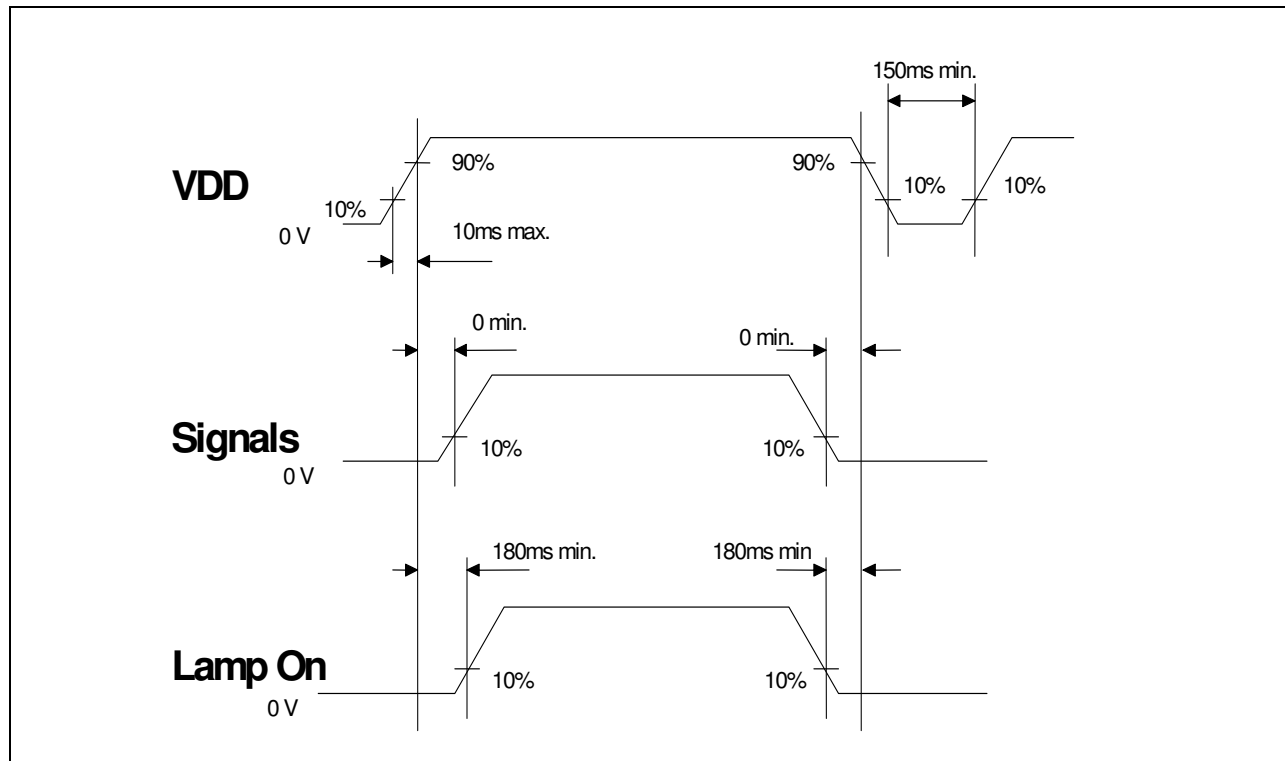 150ms min.
90%
90%
VDD
10%
10%
10%
0 V
10ms max.
0 min.
0 min.
Signals
10%
10%
0 V
180ms min.
180ms min
Lamp On
10%
10%
0 V